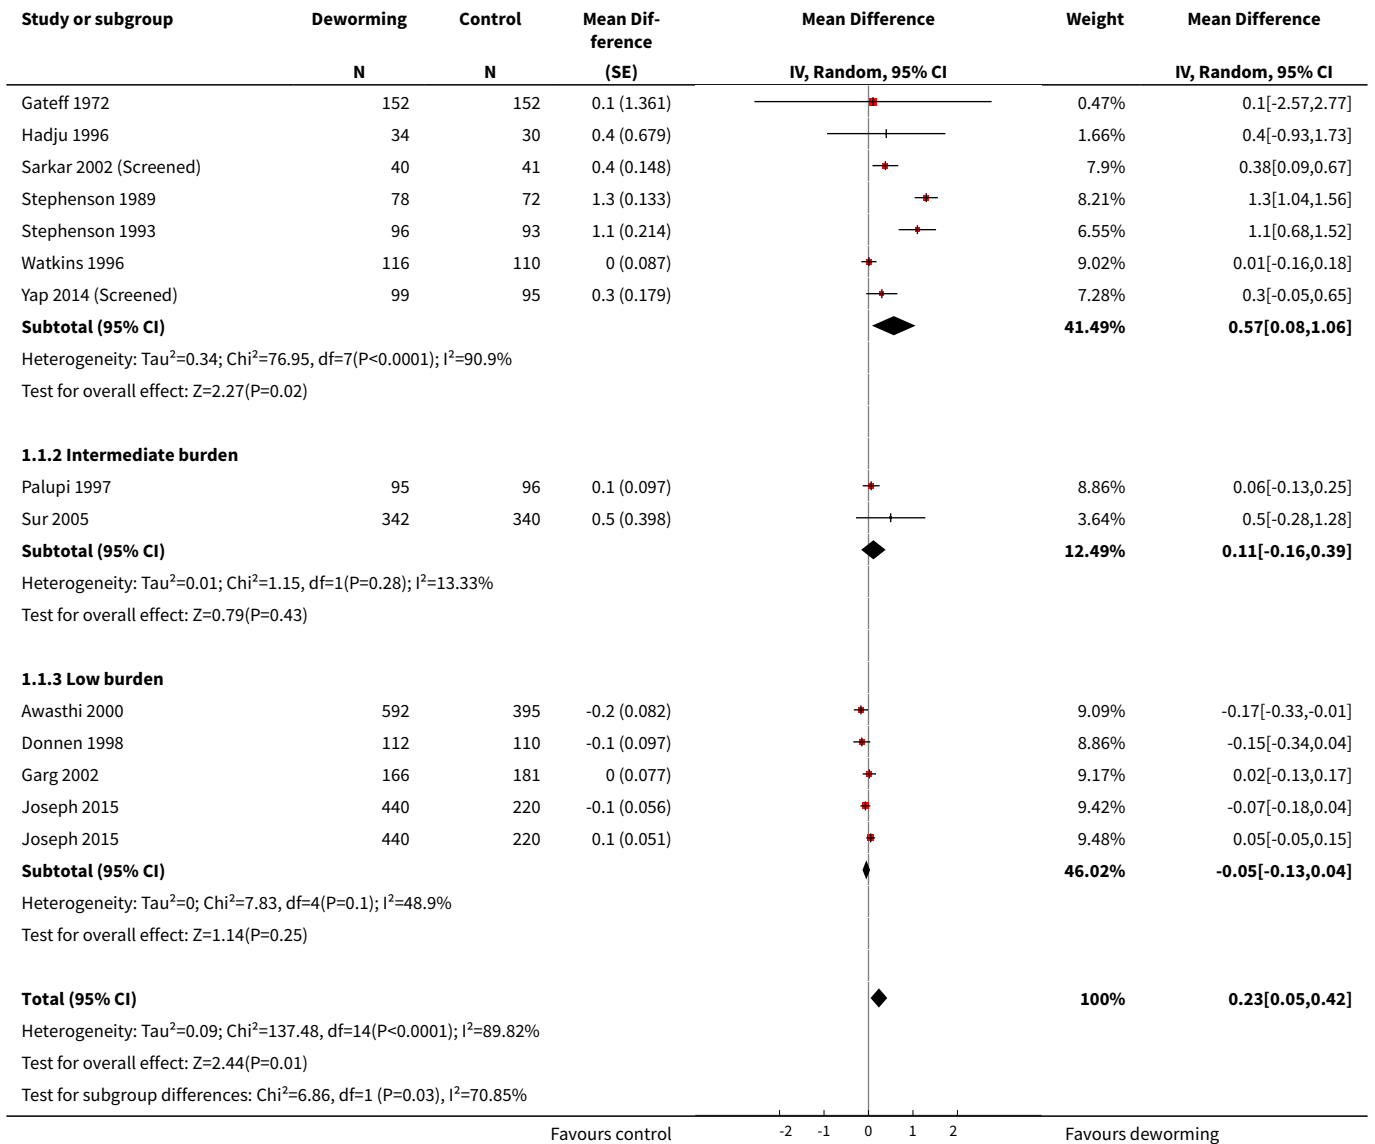 Study or subgroup Deworming Control Mean Dif- Mean Difference Weight Mean Difference
ference
N N (SE) IV, Random, 95% CI IV, Random, 95% CI
Gateff 1972 152 152 0.1 (1.361) 0.47% 0.1[-2.57,2.77]
Hadju 1996 34 30 0.4 (0.679) 1.66% 0.4[-0.93,1.73]
Sarkar 2002 (Screened) 40 41 0.4 (0.148) 7.9% 0.38[0.09,0.67]
Stephenson 1989 78 72 1.3 (0.133) 8.21% 1.3[1.04,1.56]
Stephenson 1993 96 93 1.1 (0.214) 6.55% 1.1[0.68,1.52]
Watkins 1996 116 110 0 (0.087) 9.02% 0.01[-0.16,0.18]
Yap 2014 (Screened) 99 95 0.3 (0.179) 7.28% 0.3[-0.05,0.65]
Subtotal (95% CI) 41.49% 0.57[0.08,1.06]
Heterogeneity: Tau²=0.34; Chi²=76.95, df=7(P<0.0001); I²=90.9%
Test for overall effect: Z=2.27(P=0.02)
1.1.2 Intermediate burden
Palupi 1997 95 96 0.1 (0.097) 8.86% 0.06[-0.13,0.25]
Sur 2005 342 340 0.5 (0.398) 3.64% 0.5[-0.28,1.28]
Subtotal (95% CI) 12.49% 0.11[-0.16,0.39]
Heterogeneity: Tau²=0.01; Chi²=1.15, df=1(P=0.28); I²=13.33%
Test for overall effect: Z=0.79(P=0.43)
1.1.3 Low burden
Awasthi 2000 592 395 -0.2 (0.082) 9.09% -0.17[-0.33,-0.01]
Donnen 1998 112 110 -0.1 (0.097) 8.86% -0.15[-0.34,0.04]
Garg 2002 166 181 0 (0.077) 9.17% 0.02[-0.13,0.17]
Joseph 2015 440 220 -0.1 (0.056) 9.42% -0.07[-0.18,0.04]
Joseph 2015 440 220 0.1 (0.051) 9.48% 0.05[-0.05,0.15]
Subtotal (95% CI) 46.02% -0.05[-0.13,0.04]
Heterogeneity: Tau²=0; Chi²=7.83, df=4(P=0.1); I²=48.9%
Test for overall effect: Z=1.14(P=0.25)
Total (95% CI) 100% 0.23[0.05,0.42]
Heterogeneity: Tau²=0.09; Chi²=137.48, df=14(P<0.0001); I²=89.82%
Test for overall effect: Z=2.44(P=0.01)
Test for subgroup differences: Chi²=6.86, df=1 (P=0.03), I²=70.85%
Favours control -2 -1 0 1 2 Favours deworming